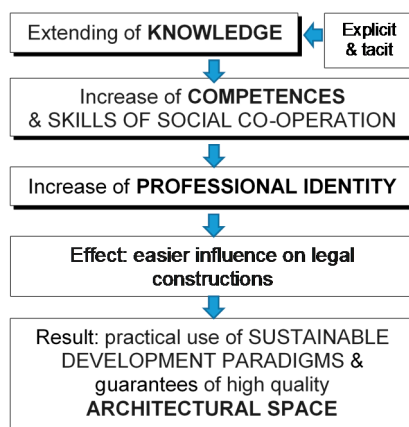 Extending of KNOWLEDGE
Explicit
& tacit
Increase of COMPETENCES
& SKILLS OF SOCIAL CO-OPERATION
Increase of PROFESSIONAL IDENTITY
Effect: easier influence on legal
constructions
Result: practical use of SUSTAINABLE
DEVELOPMENT PARADIGMS &
guarantees of high quality
ARCHITECTURAL SPACE